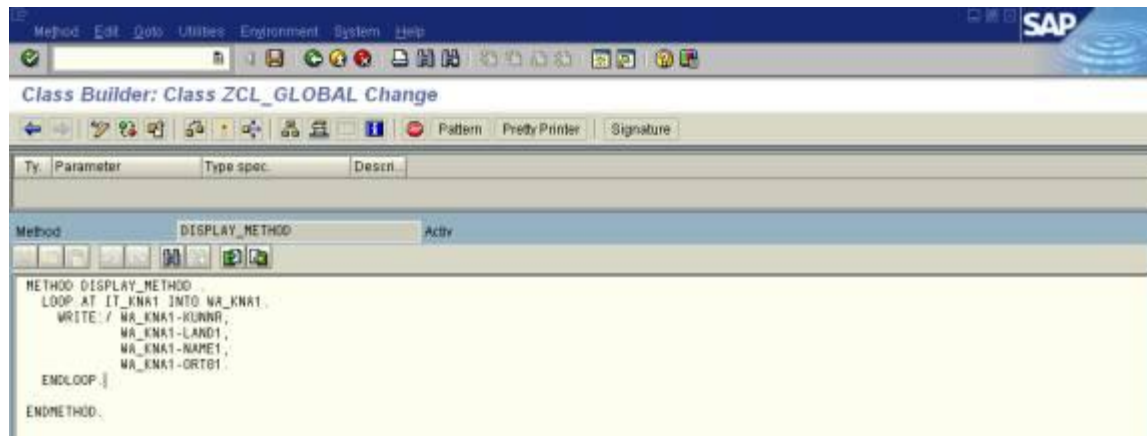 Method Edit Goto Utilities Environment System Help
SAP
Class Builder: Class ZCL_GLOBAL Change
Pattern Pretty Printer Signature
Ty. Parameter Type spec. Descri...
Method DISPLAY_METHOD Activ
METHOD DISPLAY_METHOD .
LOOP AT IT_KNA1 INTO WA_KNA1.
WRITE:/ WA_KNA1-KUNNR,
WA_KNA1-LAND1,
WA_KNA1-NAME1,
WA_KNA1-ORT01.
ENDLOOP.
ENDMETHOD.